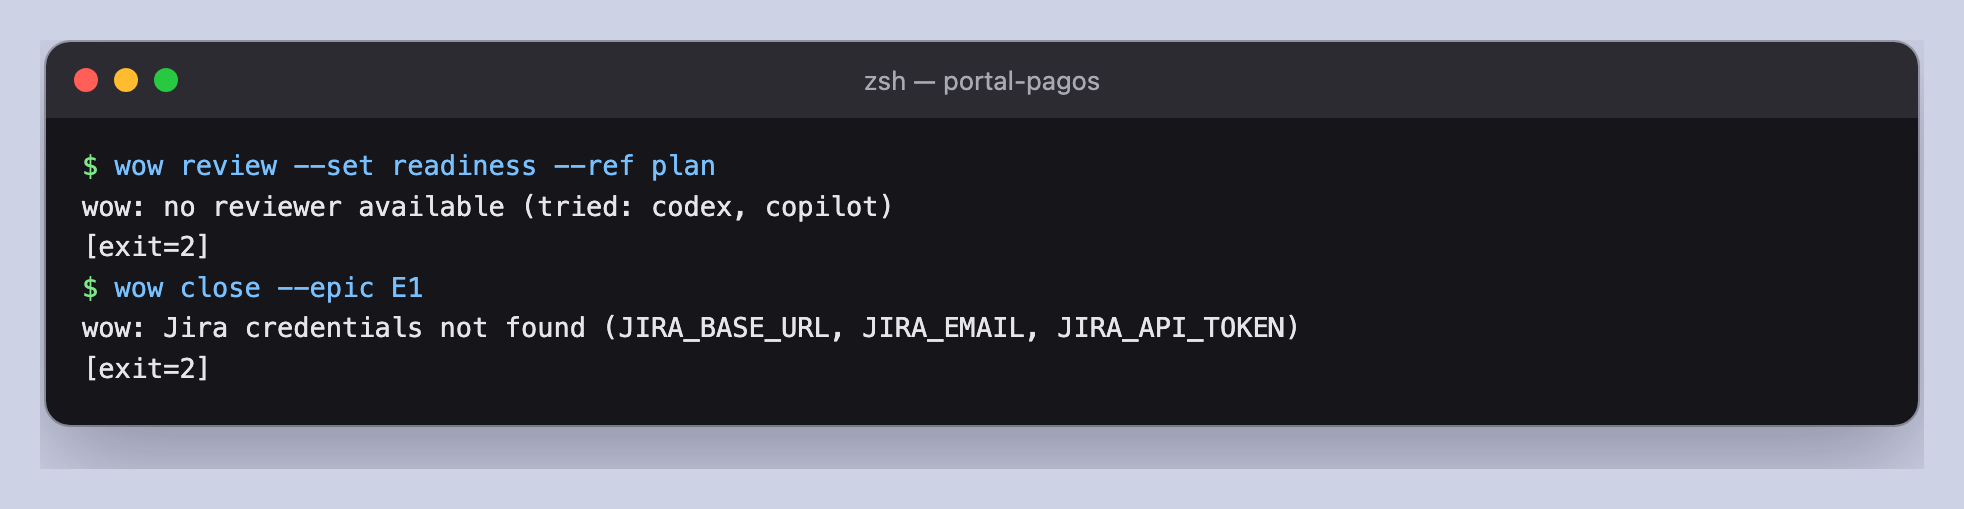 zsh — portal-pagos
$ wow review --set readiness --ref plan
wow: no reviewer available (tried: codex, copilot)
[exit=2]
$ wow close --epic E1
wow: Jira credentials not found (JIRA_BASE_URL, JIRA_EMAIL, JIRA_API_TOKEN)
[exit=2]